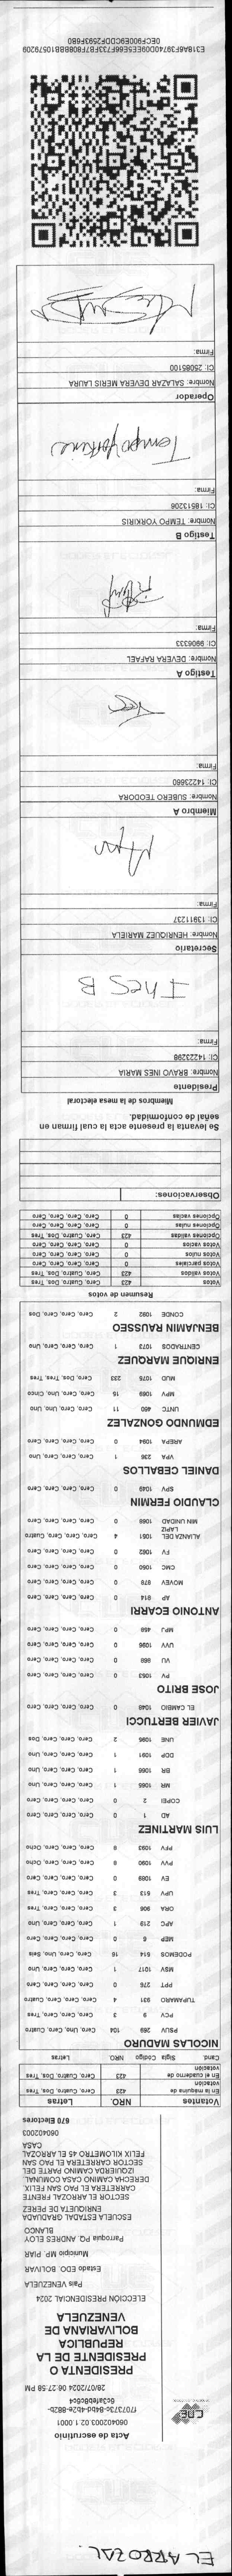 EL ARROZAL.
CNE
Acta de escrutinio
060402003.02.1.0001
f707373c-84bd-4b2e-882b-
6c3afeb8c6c4
28/07/2024 06:27:58 PM
PRESIDENTA O
PRESIDENTE DE LA
REPUBLICA
BOLIVARIANA DE
VENEZUELA
ELECCIÓN PRESIDENCIAL 2024
Pais VENEZUELA
Estado EDO. BOLIVAR
Municipio MP. PIAR
Parroquia PQ. ANDRES ELOY
BLANCO
ESCUELA ESTADAL GRADUADA
ENRIQUETA DE PEREZ
SECTOR EL ARROZAL FRENTE
CARRETERA EL PAO SAN FELIX.
DERECHA CAMINO CASA COMUNAL.
IZQUIERDA CAMINO PARTE DEL
SECTOR CARRETERA EL PAO SAN
FELIX KILOMETRO 45 EL ARROZAL
CASA
060402003
670 Electores
Votantes NRO. Letras
En la máquina de votación 423 Cero, Cuatro, Dos, Tres
En el cuaderno de votación 423 Cero, Cuatro, Dos, Tres
Cand. Sigla Código NRO. Letras
NICOLAS MADURO
PSUV 269 104 Cero, Uno, Cero, Cuatro
PCV 9 3 Cero, Cero, Cero, Tres
TUPAMARO 931 4 Cero, Cero, Cero, Cuatro
PPT 276 0 Cero, Cero, Cero, Cero
MSV 1017 1 Cero, Cero, Cero, Uno
PODEMOS 514 16 Cero, Cero, Uno, Seis
MEP 6 0 Cero, Cero, Cero, Cero
APC 219 1 Cero, Cero, Cero, Uno
ORA 906 3 Cero, Cero, Cero, Tres
UPV 513 3 Cero, Cero, Cero, Tres
EV 1089 0 Cero, Cero, Cero, Cero
PVV 1090 8 Cero, Cero, Cero, Ocho
PFV 1093 8 Cero, Cero, Cero, Ocho
LUIS MARTINEZ
AD 1 0 Cero, Cero, Cero, Cero
COPEI 2 0 Cero, Cero, Cero, Cero
MR 1065 1 Cero, Cero, Cero, Uno
BR 1066 1 Cero, Cero, Cero, Uno
DDP 1091 1 Cero, Cero, Cero, Uno
UNE 1095 2 Cero, Cero, Cero, Dos
JAVIER BERTUCCI
EL CAMBIO 1048 0 Cero, Cero, Cero, Cero
JOSE BRITO
PV 1053 0 Cero, Cero, Cero, Cero
VU 868 0 Cero, Cero, Cero, Cero
UVV 1096 0 Cero, Cero, Cero, Cero
MPJ 458 0 Cero, Cero, Cero, Cero
ANTONIO ECARRI
AP 814 0 Cero, Cero, Cero, Cero
MOVEV 979 0 Cero, Cero, Cero, Cero
CMC 1050 0 Cero, Cero, Cero, Cero
FV 1062 0 Cero, Cero, Cero, Cero
ALIANZA DEL LAPIZ 1051 4 Cero, Cero, Cero, Cuatro
MIN UNIDAD 1068 0 Cero, Cero, Cero, Cero
CLAUDIO FERMIN
SPV 1049 0 Cero, Cero, Cero, Cero
DANIEL CEBALLOS
VPA 236 1 Cero, Cero, Cero, Uno
AREPA 1094 0 Cero, Cero, Cero, Cero
EDMUNDO GONZALEZ
UNTC 460 11 Cero, Cero, Uno, Uno
MPV 1069 15 Cero, Cero, Uno, Cinco
MUD 1075 233 Cero, Dos, Tres, Tres
ENRIQUE MARQUEZ
CENTRADOS 1073 1 Cero, Cero, Cero, Uno
BENJAMIN RAUSSEO
CONDE 1092 2 Cero, Cero, Cero, Dos
Resumen de votos
Votos 423 Cero, Cuatro, Dos, Tres
Votos validos 423 Cero, Cuatro, Dos, Tres
Votos parciales 0 Cero, Cero, Cero, Cero
Votos nulos 0 Cero, Cero, Cero, Cero
Votos vacios 0 Cero, Cero, Cero, Cero
Opciones validas 423 Cero, Cuatro, Dos, Tres
Opciones nulas 0 Cero, Cero, Cero, Cero
Opciones vacias 0 Cero, Cero, Cero, Cero
Observaciones:
Se levanta la presente acta la cual firman en
señal de conformidad.
Miembros de la mesa electoral
Presidente
Nombre: BRAVO INES MARIA
CI: 14223298
Firma:
Ines B
Secretario
Nombre: HENRIQUEZ MARIELA
CI: 13911237
Firma:
Miembro A
Nombre: SUBERO TEODORA
CI: 14223660
Firma:
Testigo A
Nombre: DEVERA RAFAEL
CI: 9906333
Firma:
Testigo B
Nombre: TEMPO YORKIRIS
CI: 18513206
Firma:
Tempo Yorkiris
Operador
Nombre: SALAZAR DEVERA MERIS LAURA
CI: 25085100
Firma:
E318A6F39740D09EE5E66F733FB7F808BBB10579209
0ECF900E9CDDF2593F6B0